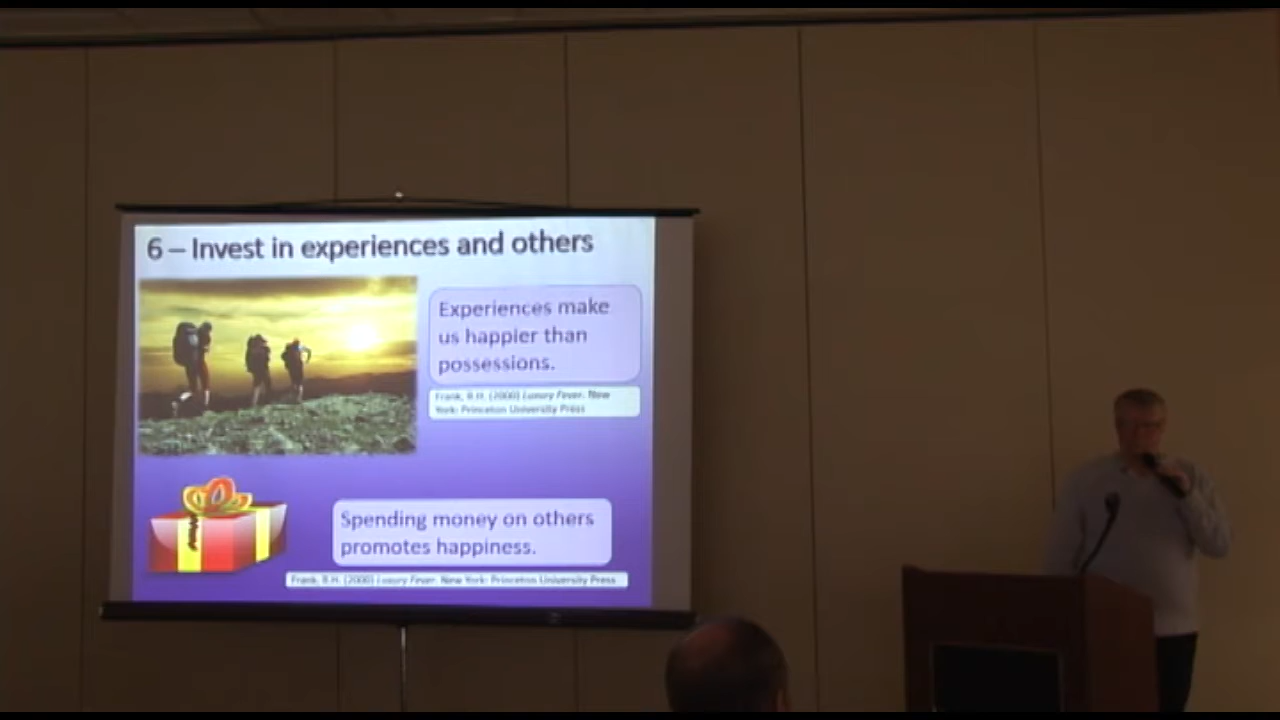 6 – Invest in experiences and others
Experiences make
us happier than
possessions.
Frank, R.H. (2000) Luxury Fever. New
York: Princeton University Press
Spending money on others
promotes happiness.
Frank, R.H. (2000) Luxury Fever. New York: Princeton University Press